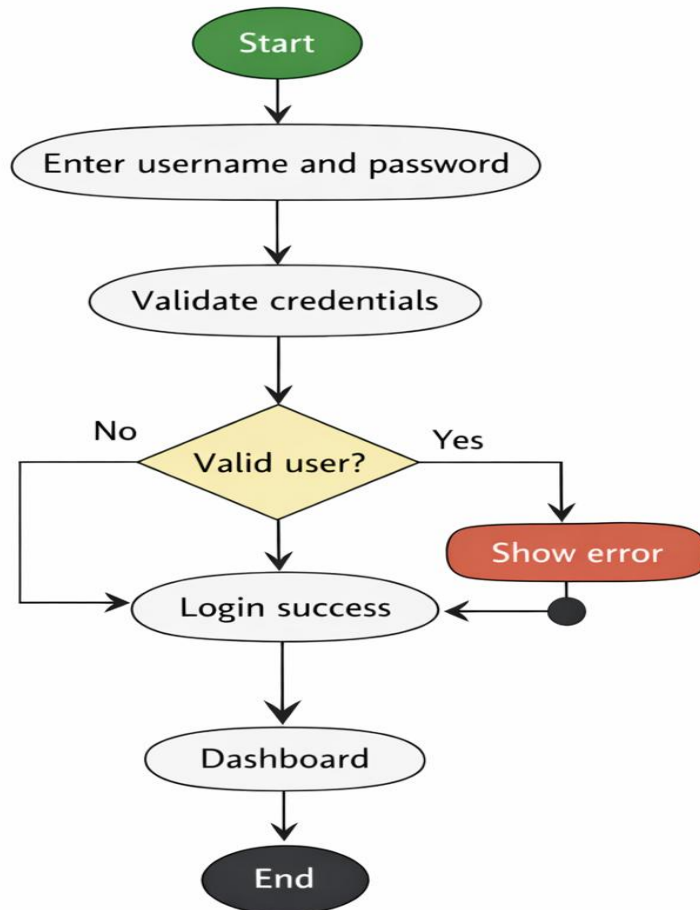 Start
Enter username and password
Validate credentials
No
Yes
Valid user?
Show error
Login success
Dashboard
End